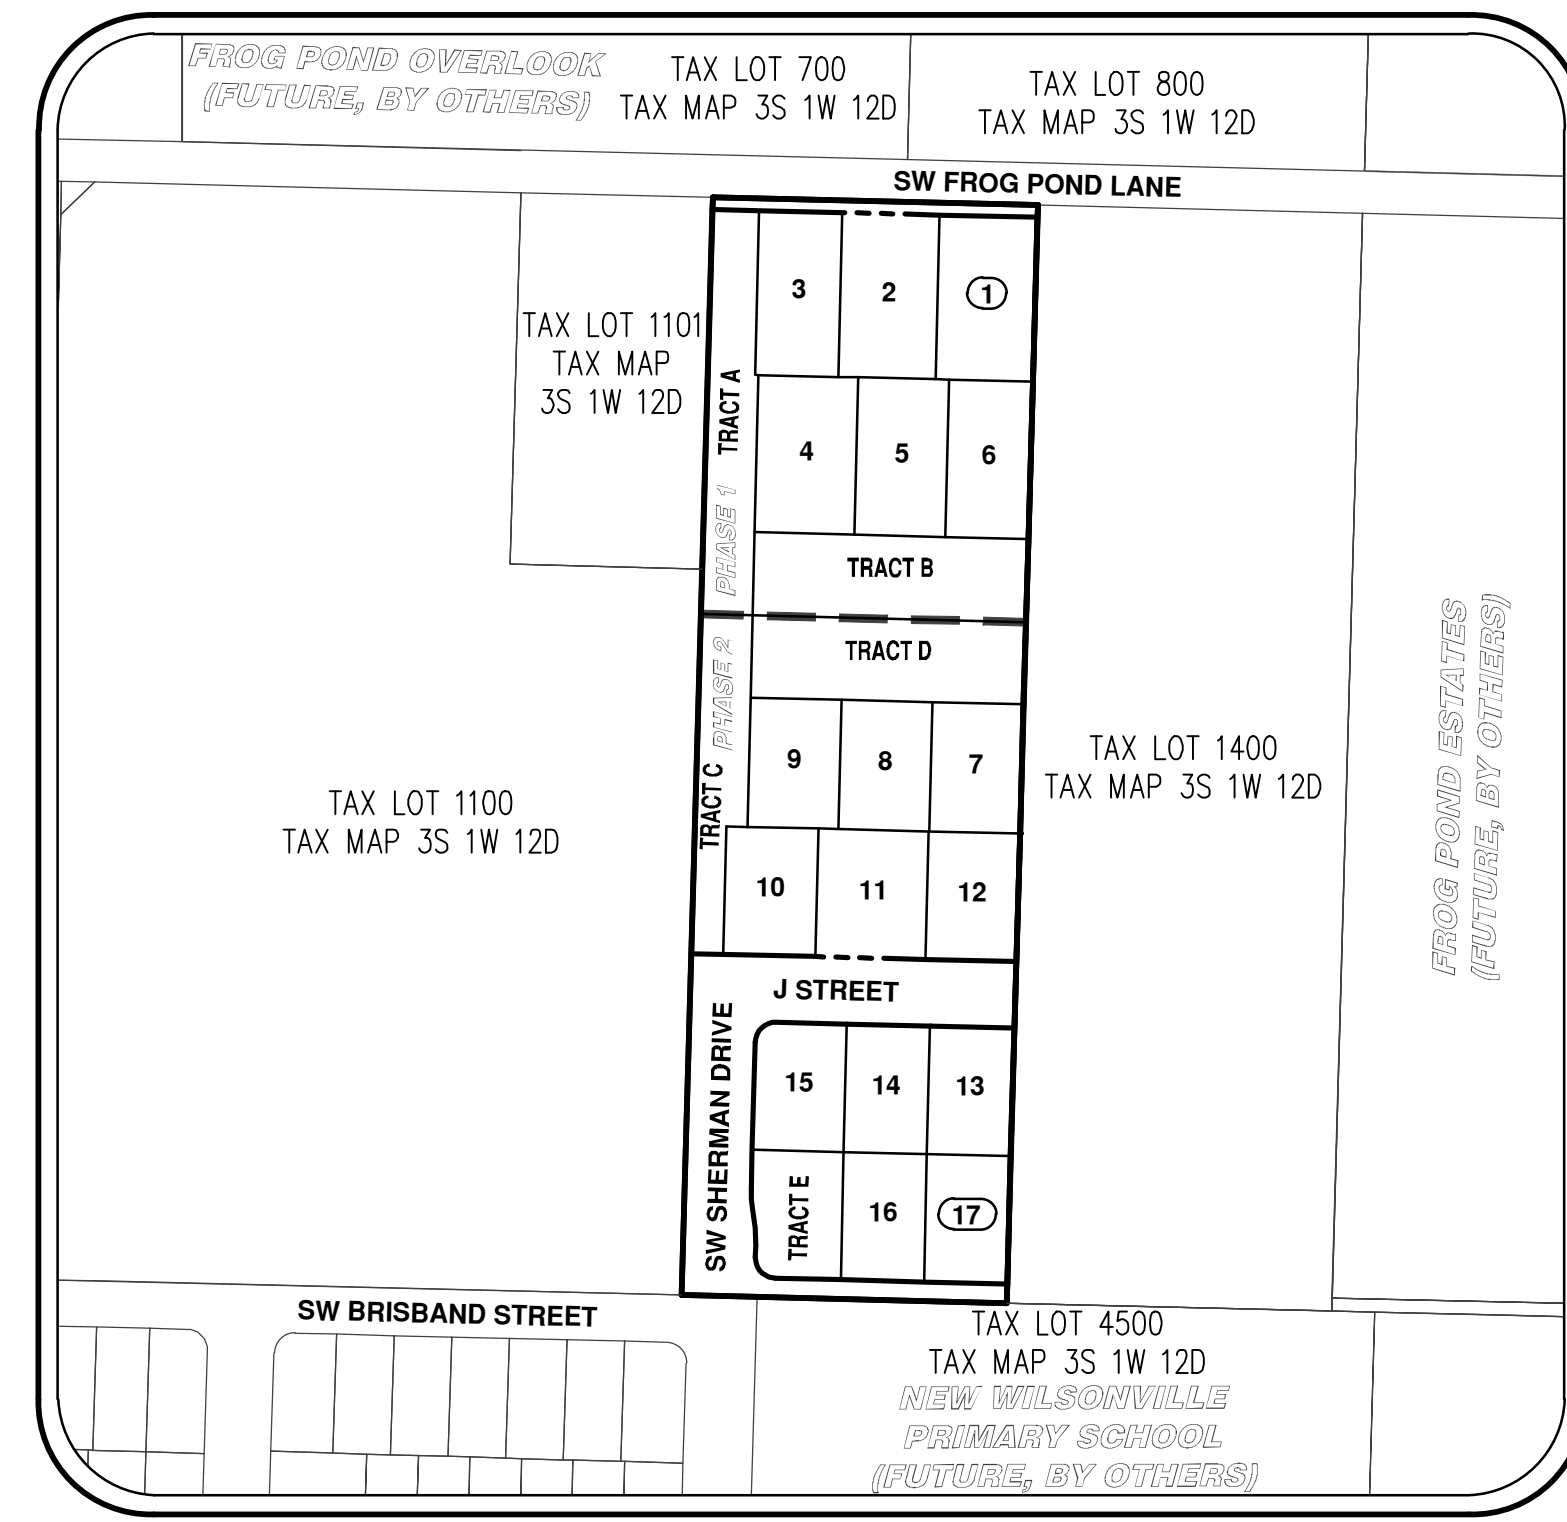 FROG POND OVERLOOK
(FUTURE, BY OTHERS)
TAX LOT 700
TAX MAP 3S 1W 12D
TAX LOT 800
TAX MAP 3S 1W 12D
SW FROG POND LANE
TAX LOT 1101
TAX MAP
3S 1W 12D
3
2
1
TRACT A
4
5
6
PHASE 1
TRACT B
PHASE 2
TRACT D
TRACT C
9
8
7
10
11
12
TAX LOT 1100
TAX MAP 3S 1W 12D
TAX LOT 1400
TAX MAP 3S 1W 12D
FROG POND ESTATES
(FUTURE, BY OTHERS)
J STREET
SW SHERMAN DRIVE
15
14
13
TRACT E
16
17
SW BRISBAND STREET
TAX LOT 4500
TAX MAP 3S 1W 12D
NEW WILSONVILLE
PRIMARY SCHOOL
(FUTURE, BY OTHERS)